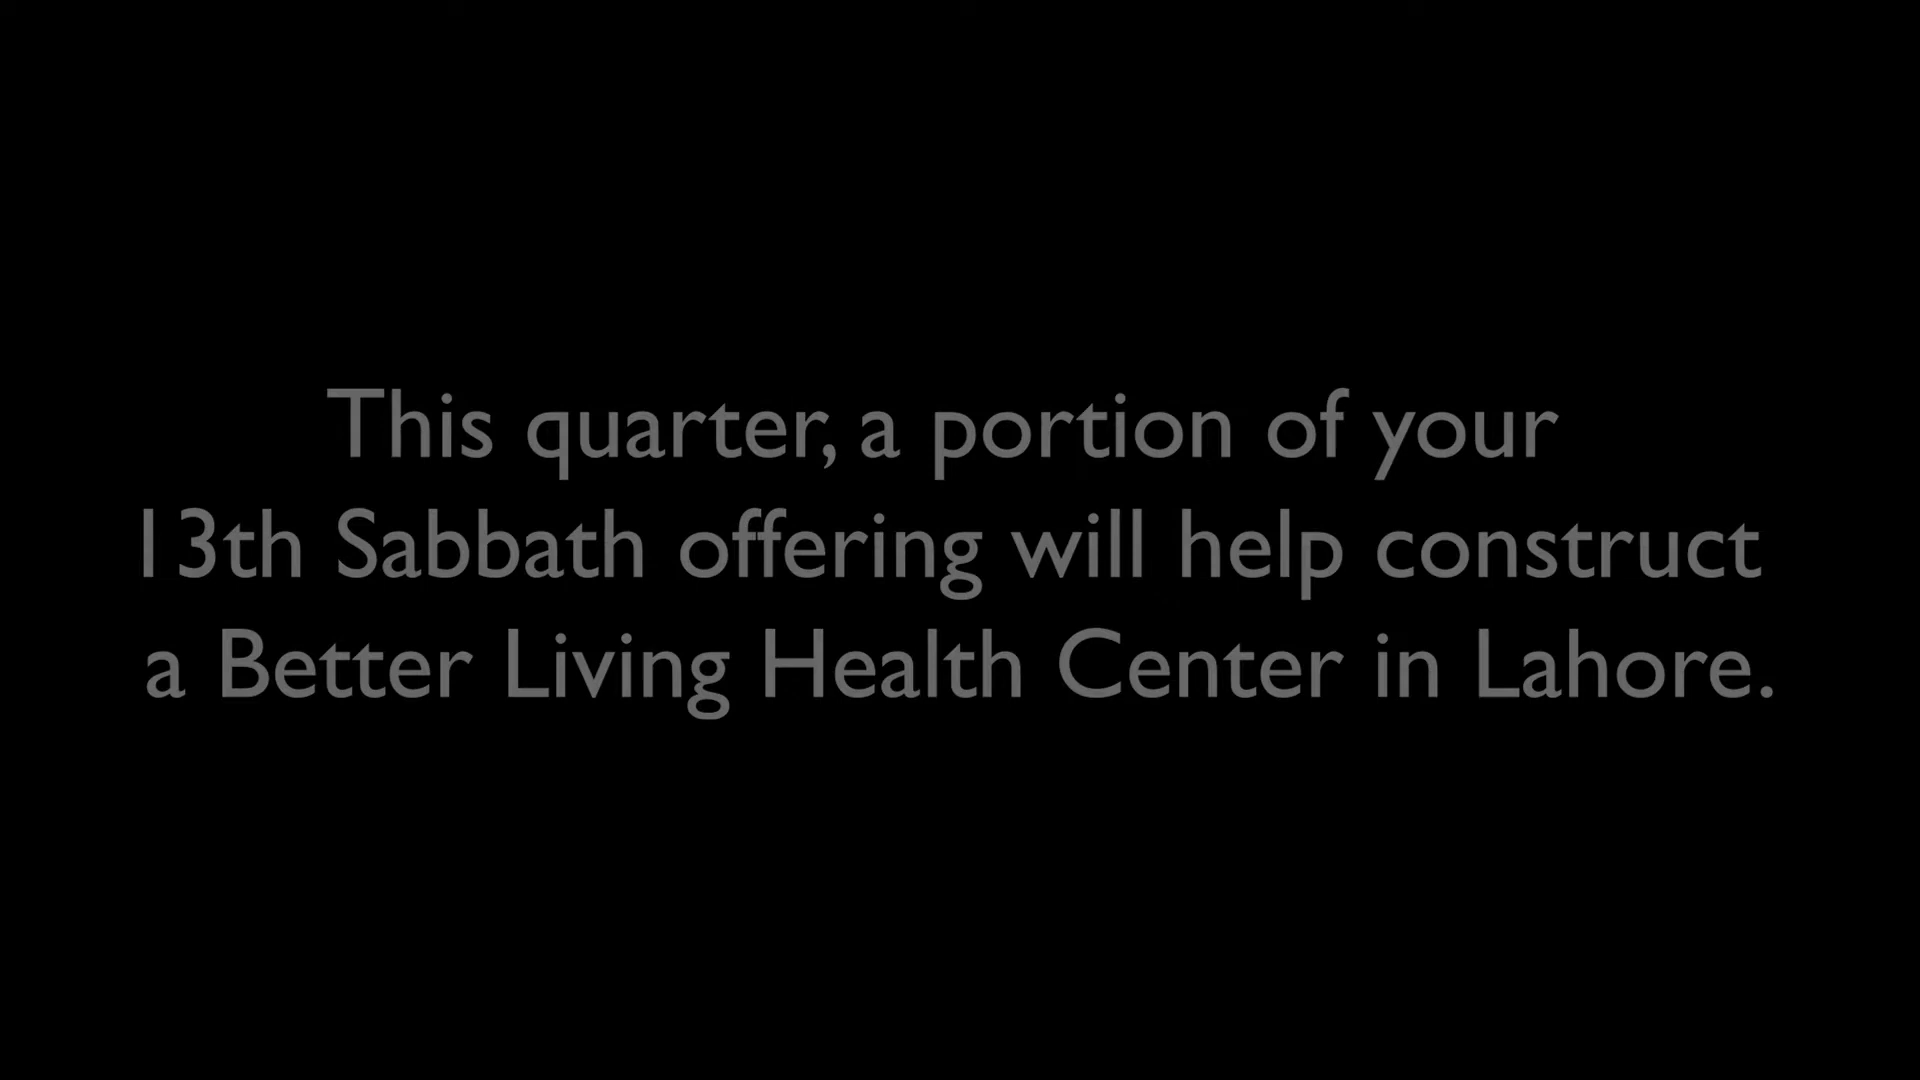 This quarter, a portion of your
13th Sabbath offering will help construct
a Better Living Health Center in Lahore.